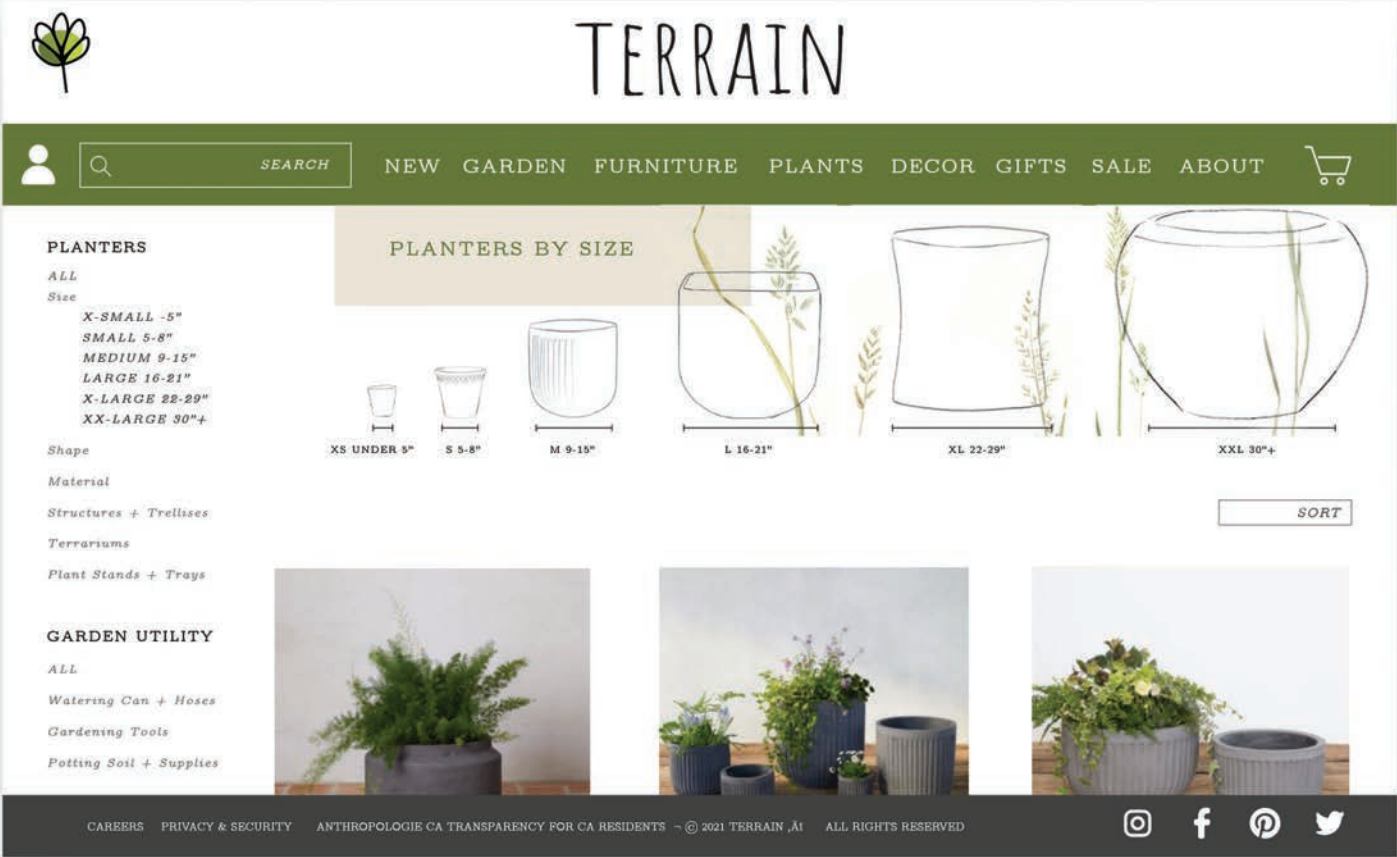 TERRAIN
SEARCH
NEW GARDEN FURNITURE PLANTS DECOR GIFTS SALE ABOUT
PLANTERS
ALL
Size
X-SMALL -5"
SMALL 5-8"
MEDIUM 9-15"
LARGE 16-21"
X-LARGE 22-29"
XX-LARGE 30"+
Shape
Material
Structures + Trellises
Terrariums
Plant Stands + Trays
GARDEN UTILITY
ALL
Watering Can + Hoses
Gardening Tools
Potting Soil + Supplies
PLANTERS BY SIZE
XS UNDER 5" S 5-8" M 9-15" L 16-21" XL 22-29" XXL 30"+
SORT
CAREERS PRIVACY & SECURITY ANTHROPOLOGIE CA TRANSPARENCY FOR CA RESIDENTS ¬ © 2021 TERRAIN ‚Äî ALL RIGHTS RESERVED